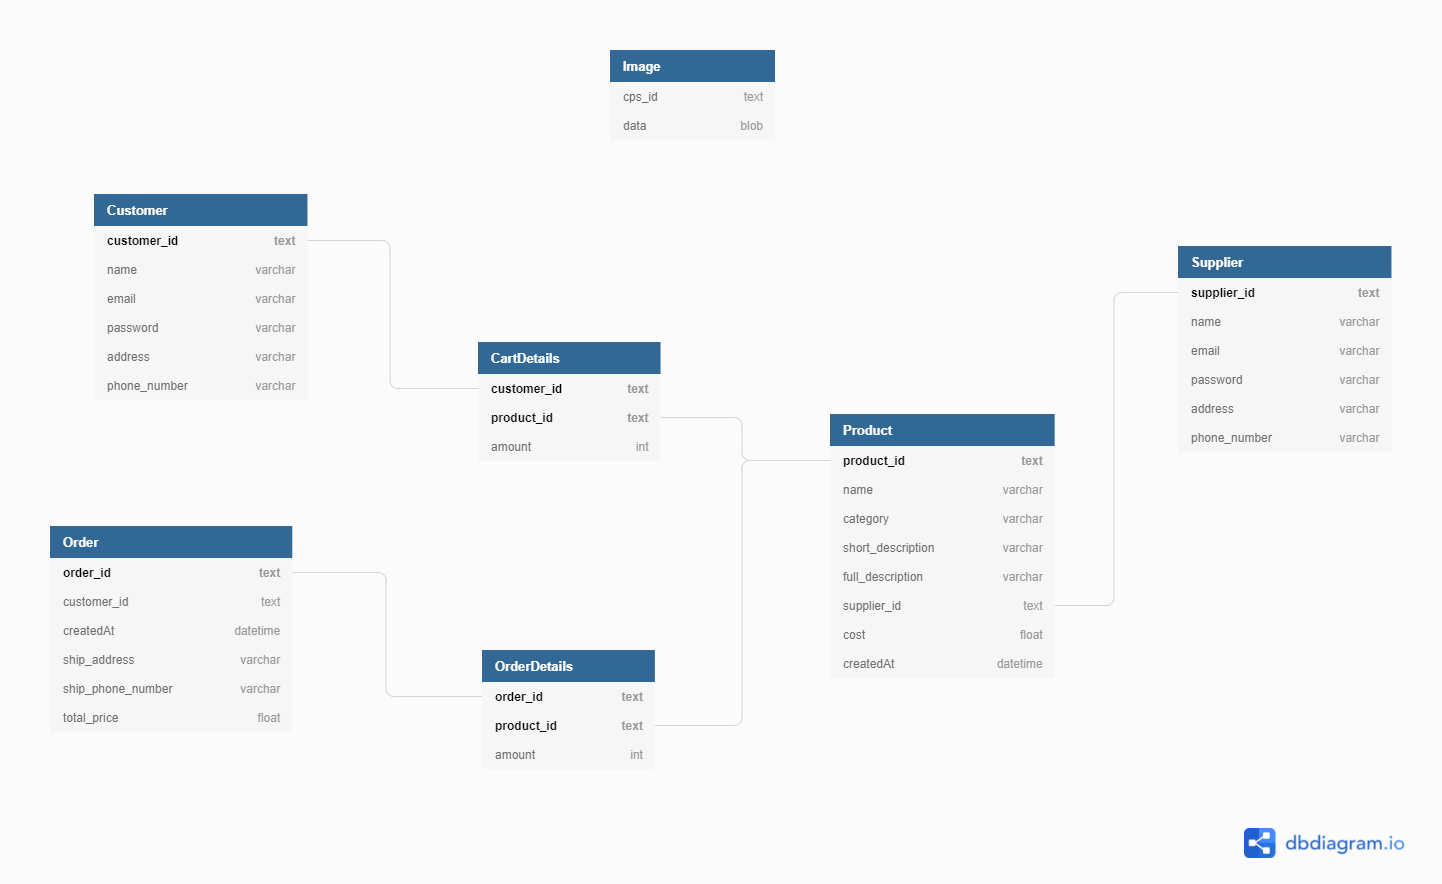 Image
cps_id text
data blob
Customer
customer_id text
name varchar
email varchar
password varchar
address varchar
phone_number varchar
CartDetails
customer_id text
product_id text
amount int
Order
order_id text
customer_id text
createdAt datetime
ship_address varchar
ship_phone_number varchar
total_price float
OrderDetails
order_id text
product_id text
amount int
Product
product_id text
name varchar
category varchar
short_description varchar
full_description varchar
supplier_id text
cost float
createdAt datetime
Supplier
supplier_id text
name varchar
email varchar
password varchar
address varchar
phone_number varchar
dbdiagram.io